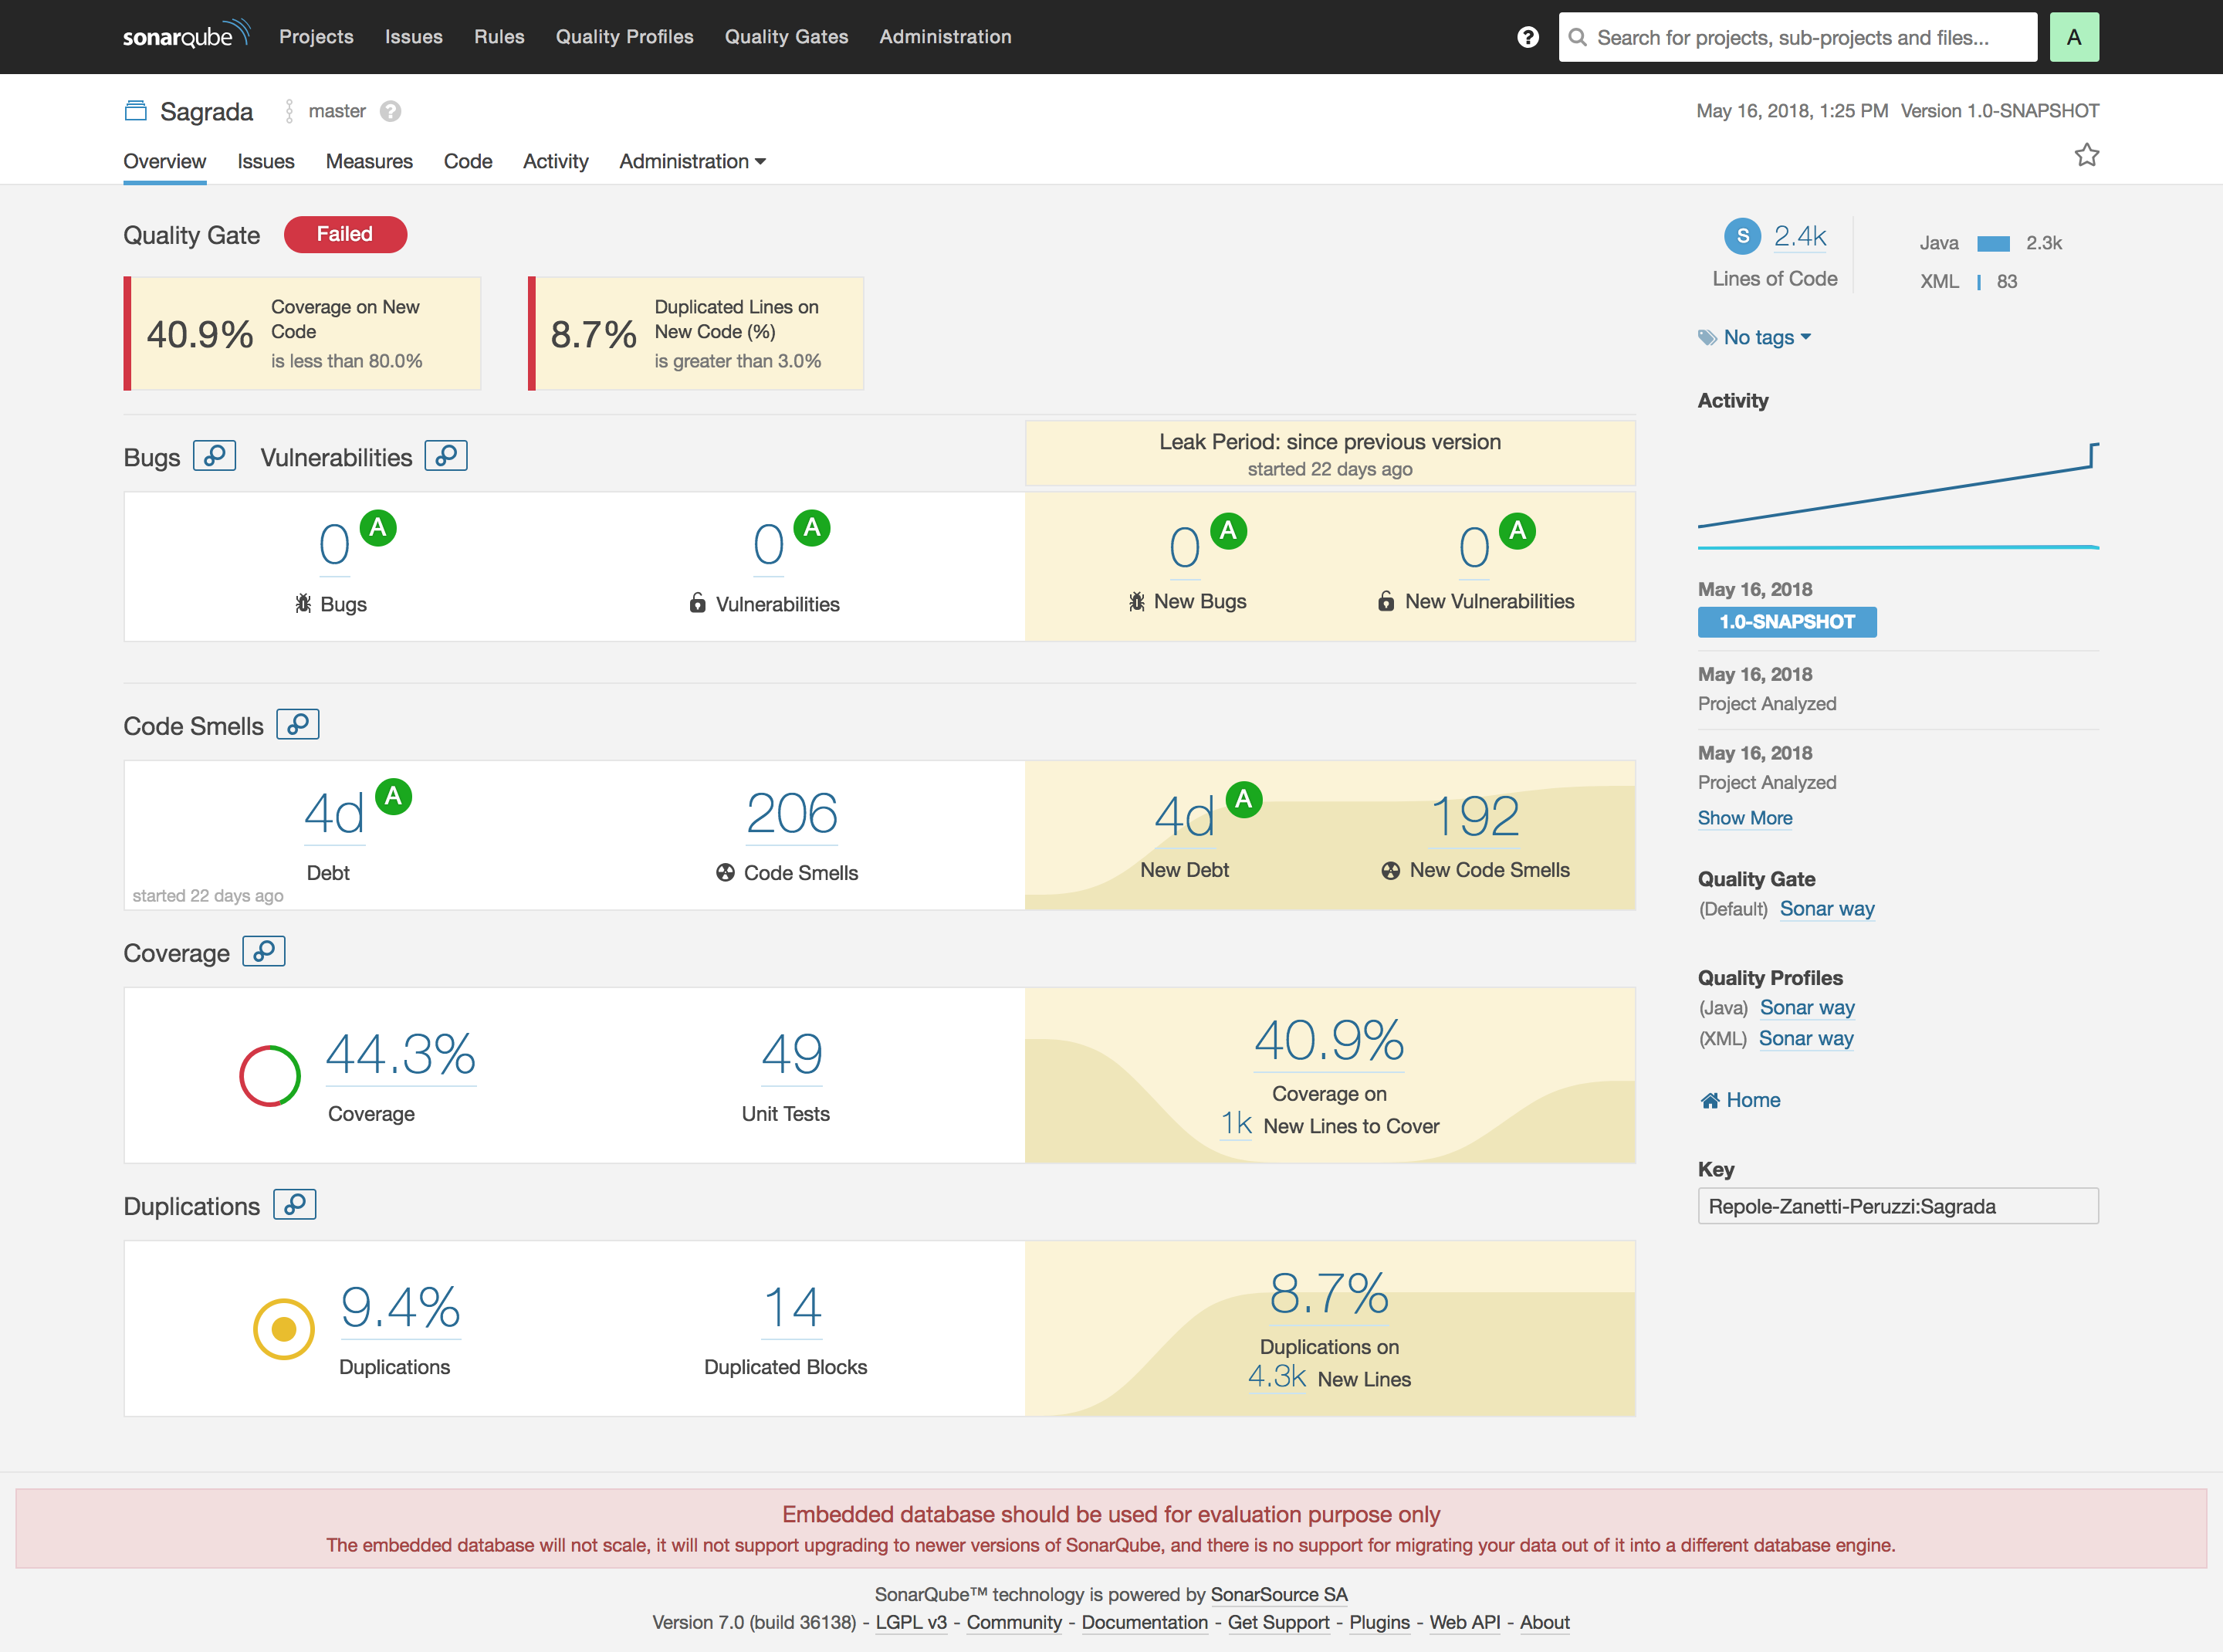 sonarqube Projects Issues Rules Quality Profiles Quality Gates Administration ? Search for projects, sub-projects and files... A
Sagrada master ? May 16, 2018, 1:25 PM Version 1.0-SNAPSHOT
Overview Issues Measures Code Activity Administration
Quality Gate Failed
40.9% Coverage on New Code
is less than 80.0%
8.7% Duplicated Lines on New Code (%)
is greater than 3.0%
Bugs Vulnerabilities
Leak Period: since previous version
started 22 days ago
0 A 0 A 0 A 0 A
Bugs Vulnerabilities New Bugs New Vulnerabilities
Code Smells
4d A 206 4d A 192
Debt Code Smells New Debt New Code Smells
started 22 days ago
Coverage
44.3% 49 40.9%
Coverage Unit Tests Coverage on
1k New Lines to Cover
Duplications
9.4% 14 8.7%
Duplications Duplicated Blocks Duplications on
4.3k New Lines
S 2.4k
Lines of Code
Java 2.3k
XML 83
No tags
Activity
May 16, 2018
1.0-SNAPSHOT
May 16, 2018
Project Analyzed
May 16, 2018
Project Analyzed
Show More
Quality Gate
(Default) Sonar way
Quality Profiles
(Java) Sonar way
(XML) Sonar way
Home
Key
Repole-Zanetti-Peruzzi:Sagrada
Embedded database should be used for evaluation purpose only
The embedded database will not scale, it will not support upgrading to newer versions of SonarQube, and there is no support for migrating your data out of it into a different database engine.
SonarQube™ technology is powered by SonarSource SA
Version 7.0 (build 36138) - LGPL v3 - Community - Documentation - Get Support - Plugins - Web API - About